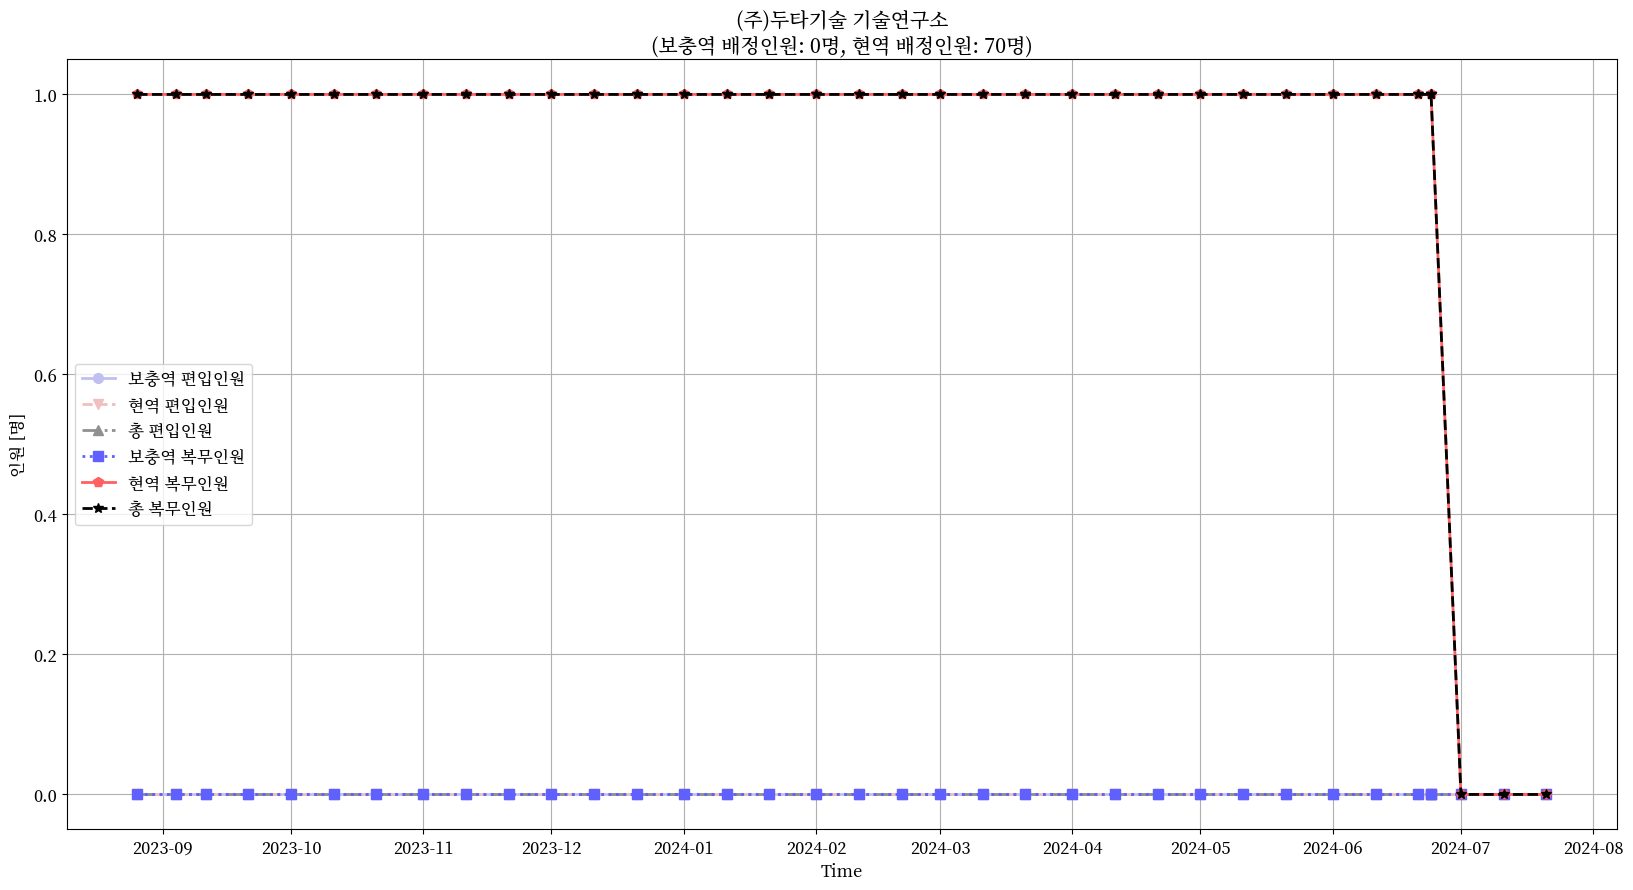 (주)두타기술 기술연구소
(보충역 배정인원: 0명, 현역 배정인원: 70명)
1.0
0.8
0.6
0.4
0.2
0.0
인원 [명]
보충역 편입인원
현역 편입인원
총 편입인원
보충역 복무인원
현역 복무인원
총 복무인원
2023-09
2023-10
2023-11
2023-12
2024-01
2024-02
2024-03
2024-04
2024-05
2024-06
2024-07
2024-08
Time